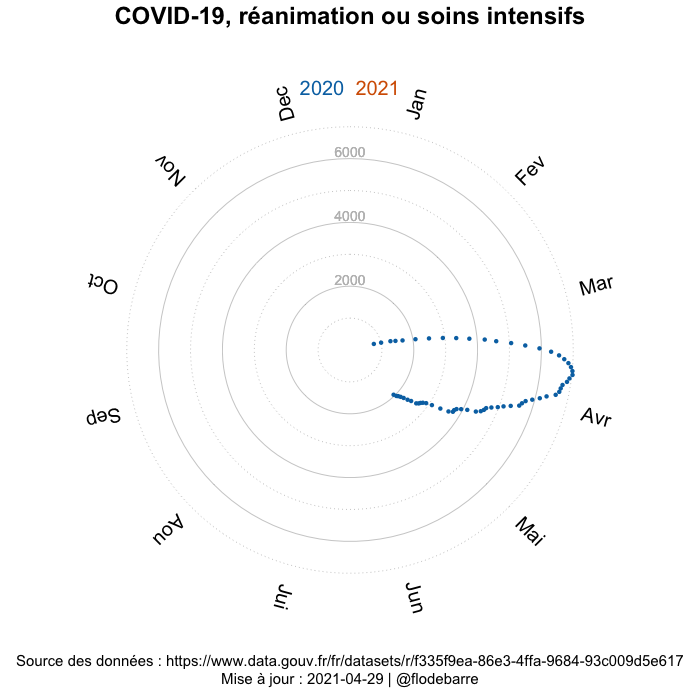 COVID-19, réanimation ou soins intensifs
2020 2021
Dec
Jan
Nov
Fev
Oct
Mar
Sep
Avr
Aou
Mai
Jui
Jun
6000
4000
2000
Source des données : https://www.data.gouv.fr/fr/datasets/r/f335f9ea-86e3-4ffa-9684-93c009d5e617
Mise à jour : 2021-04-29 | @flodebarre